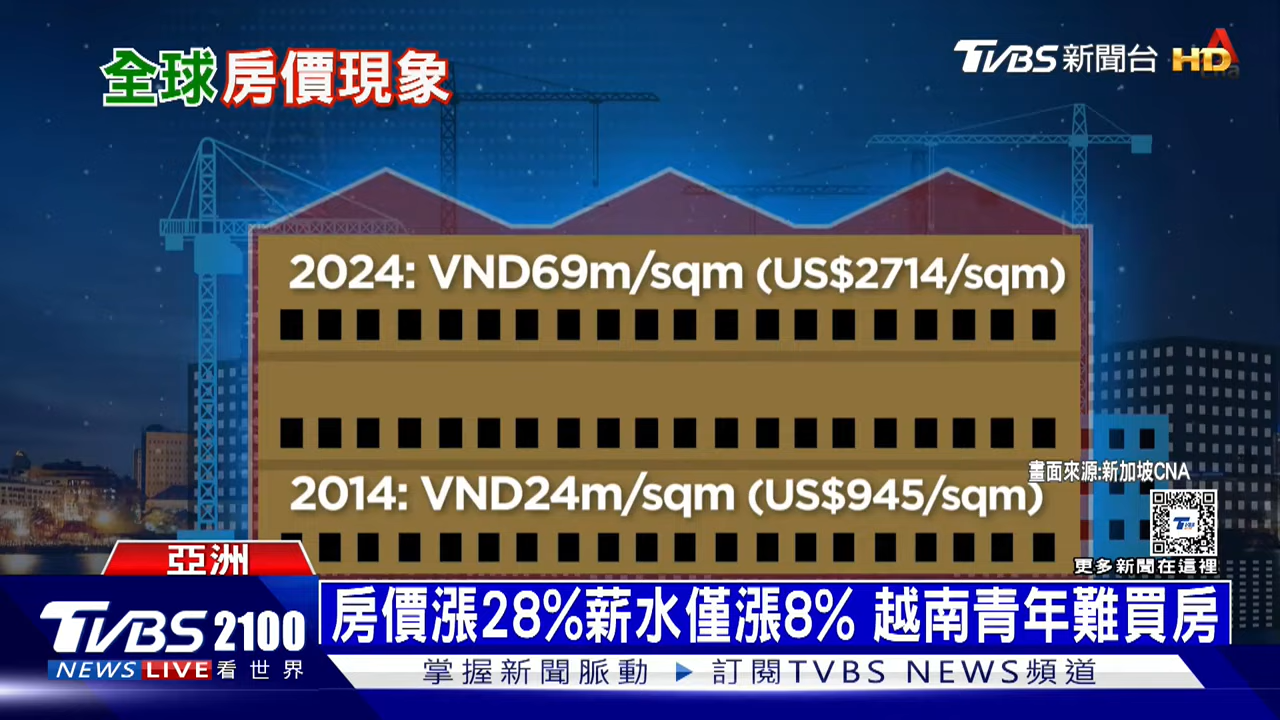 全球房價現象
TVBS新聞台 HD
2024: VND69m/sqm (US$2714/sqm)
2014: VND24m/sqm (US$945/sqm)
畫面來源:新加坡CNA
更多新聞在這裡
亞洲
房價漲28%薪水僅漲8% 越南青年難買房
TVBS 2100
NEWS LIVE 看世界
掌握新聞脈動 ▶ 訂閱TVBS NEWS頻道